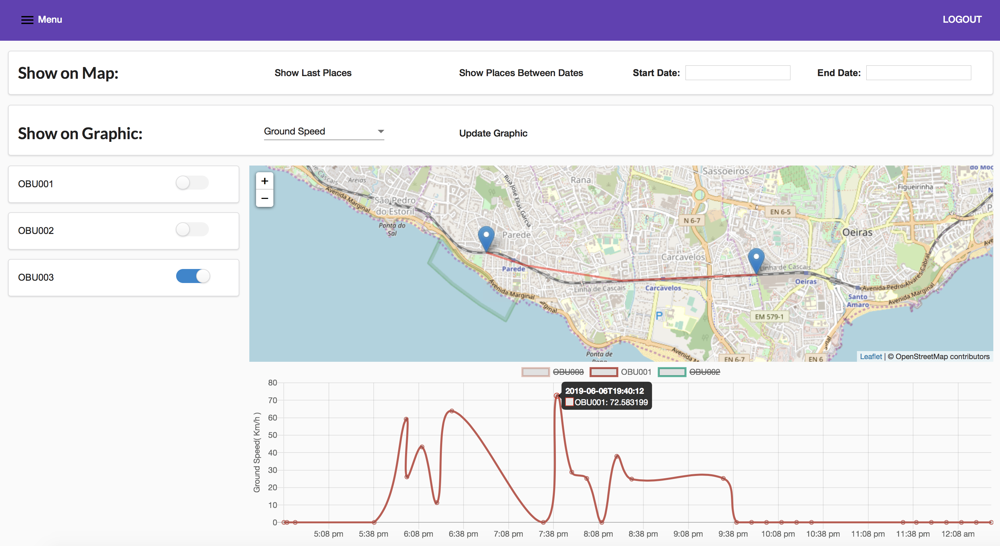 Menu
LOGOUT
Show on Map:
Show Last Places
Show Places Between Dates
Start Date:
End Date:
Show on Graphic:
Ground Speed
Update Graphic
OBU001
OBU002
OBU003
+
−
de Cascais
Areias
Avenida Marginal
São Pedro
do Estoril
Ponta do
Sal
Rua José Elias Garcia
Rana
Sassoeiros
Figueirinha
EN 6-5
N 6-7
Oeiras
Parede
Parede
Carcavelos
Linha de Cascais
Oeiras
Linha de Cascais
Carcavelos
Avenida Marginal
Avenida Pedro Álvares Cabral
Santo
Amaro
Avenida Marginal
P
EM 579-1
Ponta de
EN 6-7
EN 6
Leaflet | © OpenStreetMap contributors
OBU003
OBU001
OBU002
2019-06-06T19:40:12
OBU001: 72.583199
Ground Speed( Km/h )
80
70
60
50
40
30
20
10
0
5:08 pm
5:38 pm
6:08 pm
6:38 pm
7:08 pm
7:38 pm
8:08 pm
8:38 pm
9:08 pm
9:38 pm
10:08 pm
10:38 pm
11:08 pm
11:38 pm
12:08 am